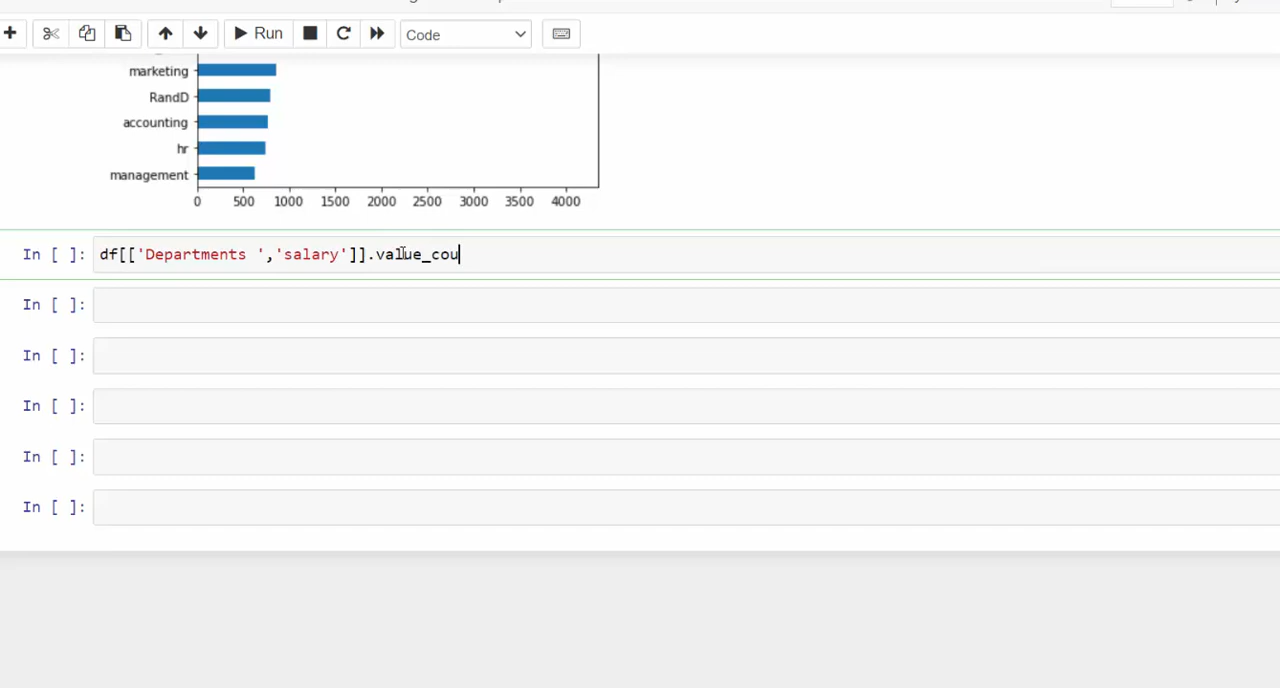 Run
Code
marketing
RandD
accounting
hr
management
0 500 1000 1500 2000 2500 3000 3500 4000
In [ ]: df[['Departments ','salary']].value_cou
In [ ]:
In [ ]:
In [ ]:
In [ ]:
In [ ]: